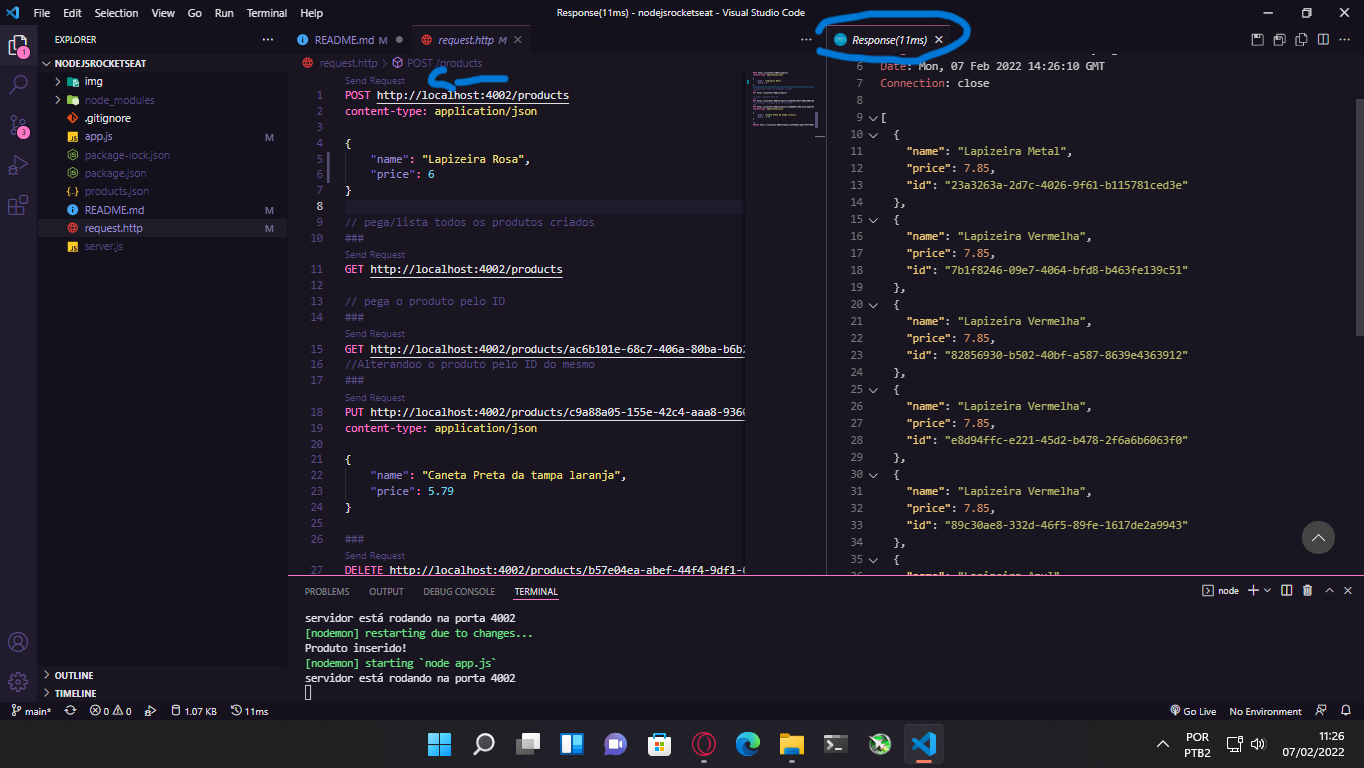 File Edit Selection View Go Run Terminal Help
Response(11ms) - nodejsrocketseat - Visual Studio Code
EXPLORER
NODEJSROCKETSEAT
img
node_modules
.gitignore
app.js M
package-lock.json
package.json
products.json
README.md M
request.http M
server.js
OUTLINE
TIMELINE
1
3
README.md M
request.http M
request.http > POST /products
Send Request
1 POST http://localhost:4002/products
2 content-type: application/json
3
4 {
5 "name": "Lapizeira Rosa",
6 "price": 6
7 }
8
9 // pega/lista todos os produtos criados
10 ###
Send Request
11 GET http://localhost:4002/products
12
13 // pega o produto pelo ID
14 ###
Send Request
15 GET http://localhost:4002/products/ac6b101e-68c7-406a-80ba-b6b
16 //Alterandoo o produto pelo ID do mesmo
17 ###
Send Request
18 PUT http://localhost:4002/products/c9a88a05-155e-42c4-aaa8-936
19 content-type: application/json
20
21 {
22 "name": "Caneta Preta da tampa laranja",
23 "price": 5.79
24 }
25
26 ###
Send Request
27 DELETE http://localhost:4002/products/b57e04ea-abef-44f4-9df1-
Response(11ms)
6 Date: Mon, 07 Feb 2022 14:26:10 GMT
7 Connection: close
8
9 [
10 {
11 "name": "Lapizeira Metal",
12 "price": 7.85,
13 "id": "23a3263a-2d7c-4026-9f61-b115781ced3e"
14 },
15 {
16 "name": "Lapizeira Vermelha",
17 "price": 7.85,
18 "id": "7b1f8246-09e7-4064-bfd8-b463fe139c51"
19 },
20 {
21 "name": "Lapizeira Vermelha",
22 "price": 7.85,
23 "id": "82856930-b502-40bf-a587-8639e4363912"
24 },
25 {
26 "name": "Lapizeira Vermelha",
27 "price": 7.85,
28 "id": "e8d94ffc-e221-45d2-b478-2f6a6b6063f0"
29 },
30 {
31 "name": "Lapizeira Vermelha",
32 "price": 7.85,
33 "id": "89c30ae8-332d-46f5-89fe-1617de2a9943"
34 },
35 {
PROBLEMS OUTPUT DEBUG CONSOLE TERMINAL
node
servidor está rodando na porta 4002
[nodemon] restarting due to changes...
Produto inserido!
[nodemon] starting `node app.js`
servidor está rodando na porta 4002
main* 0 0 1.07 KB 11ms
Go Live No Environment
POR
PTB2
11:26
07/02/2022